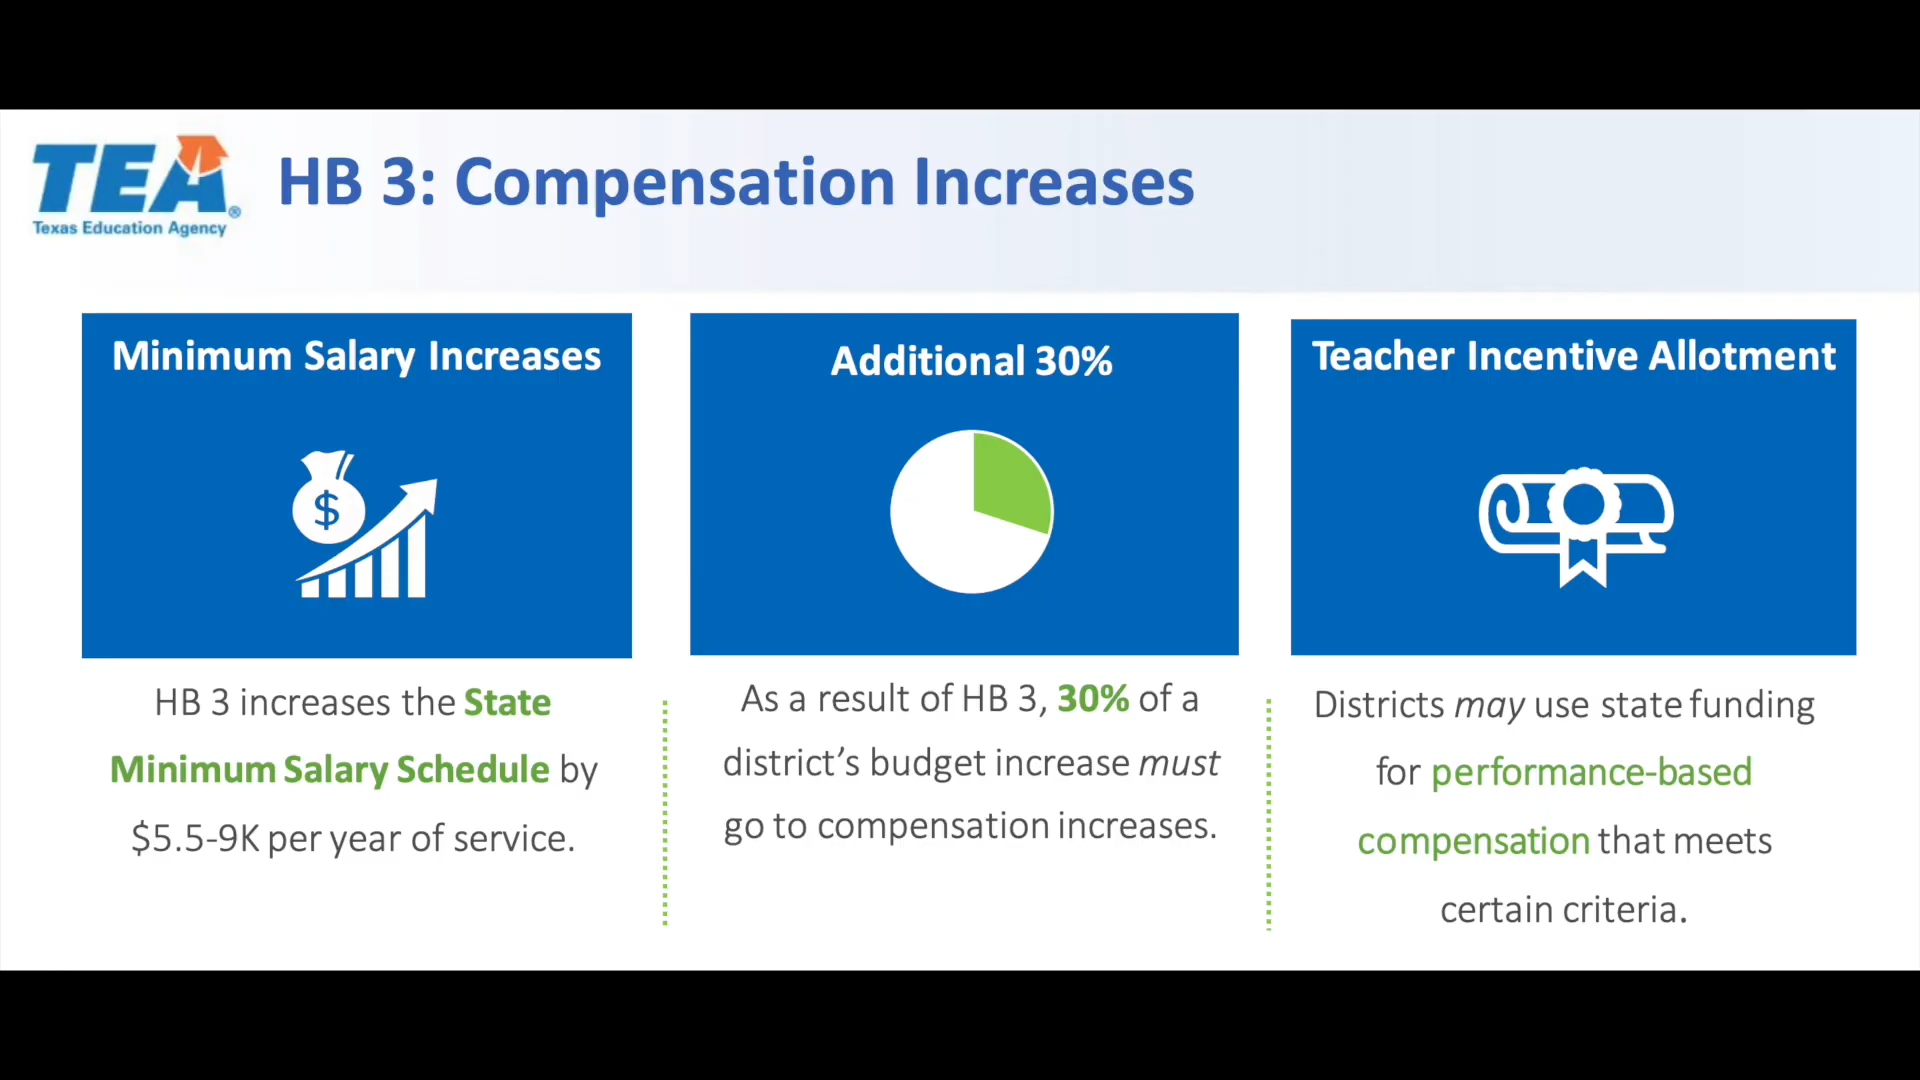 TEA®
Texas Education Agency
HB 3: Compensation Increases
Minimum Salary Increases
$
HB 3 increases the State
Minimum Salary Schedule by
$5.5-9K per year of service.
Additional 30%
As a result of HB 3, 30% of a
district’s budget increase must
go to compensation increases.
Teacher Incentive Allotment
Districts may use state funding
for performance-based
compensation that meets
certain criteria.